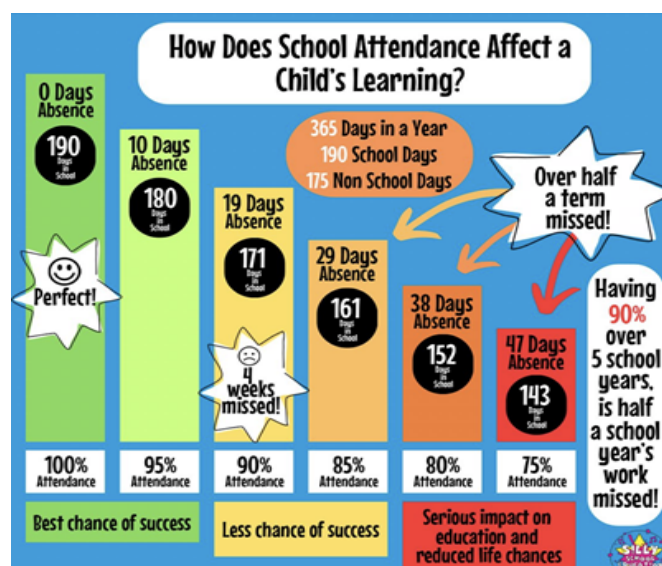 How Does School Attendance Affect a
Child's Learning?
0 Days
Absence
190
Days
in
School
Perfect!
100%
Attendance
10 Days
Absence
180
Days
in
School
95%
Attendance
19 Days
Absence
171
Days
in
School
4
weeks
missed!
90%
Attendance
29 Days
Absence
161
Days
in
School
85%
Attendance
38 Days
Absence
152
Days
in
School
80%
Attendance
47 Days
Absence
143
Days
in
School
75%
Attendance
365 Days in a Year
190 School Days
175 Non School Days
Over half
a term
missed!
Having
90%
over
5 school
years,
is half
a school
year's
work
missed!
Best chance of success
Less chance of success
Serious impact on
education and
reduced life chances
SILLY
SCHOOL